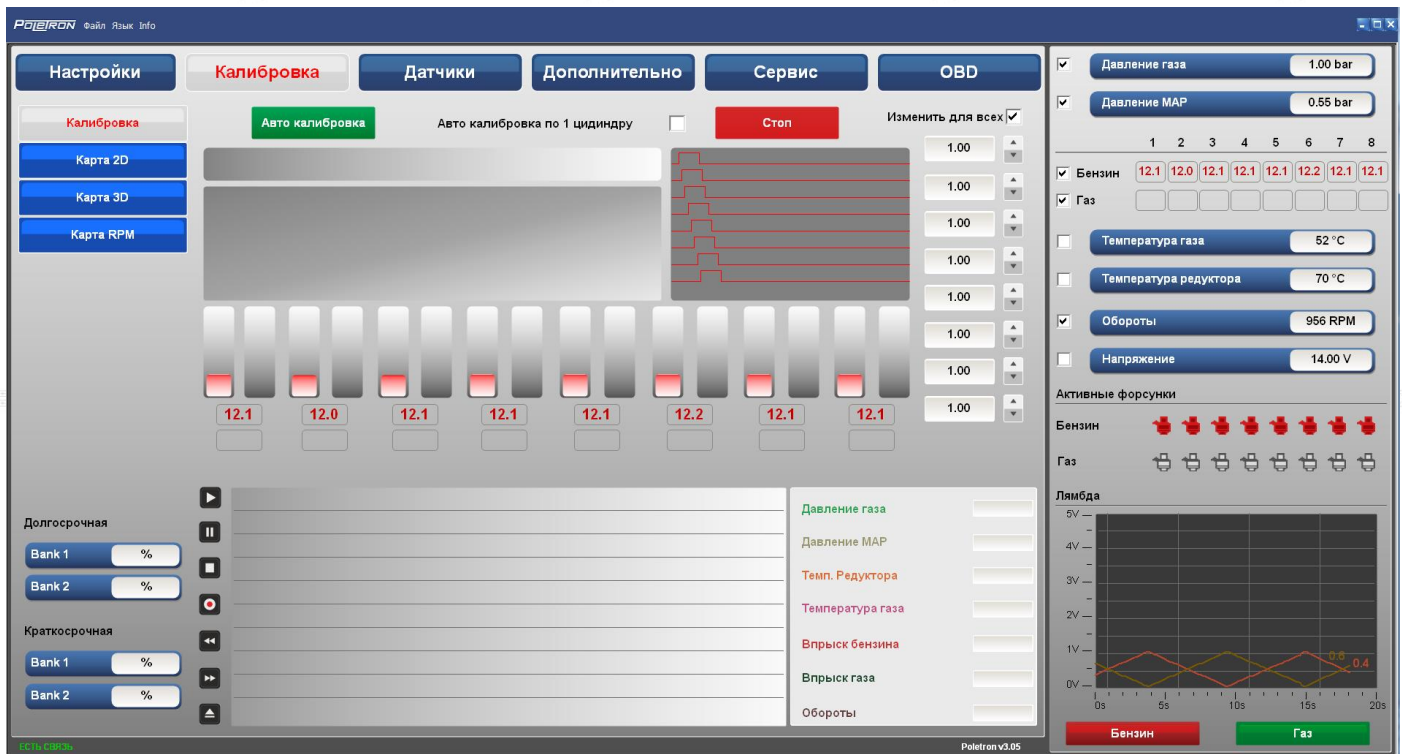 POLETRON Файл Язык Info
Настройки Калибровка Датчики Дополнительно Сервис OBD
Калибровка
Карта 2D
Карта 3D
Карта RPM
Авто калибровка Авто калибровка по 1 цидиндру Стоп Изменить для всех
1.00
1.00
1.00
1.00
1.00
1.00
1.00
1.00
12.1 12.0 12.1 12.1 12.1 12.2 12.1 12.1
Долгосрочная
Bank 1 %
Bank 2 %
Краткосрочная
Bank 1 %
Bank 2 %
Давление газа
Давление MAP
Темп. Редуктора
Температура газа
Впрыск бензина
Впрыск газа
Обороты
ЕСТЬ СВЯЗЬ
Poletron v3.05
Давление газа 1.00 bar
Давление MAP 0.55 bar
1 2 3 4 5 6 7 8
Бензин 12.1 12.0 12.1 12.1 12.1 12.2 12.1 12.1
Газ
Температура газа 52 °C
Температура редуктора 70 °C
Обороты 956 RPM
Напряжение 14.00 V
Активные форсунки
Бензин
Газ
Лямбда
5V
4V
3V
2V
1V
0.6 0.4
0V
0s 5s 10s 15s 20s
Бензин Газ